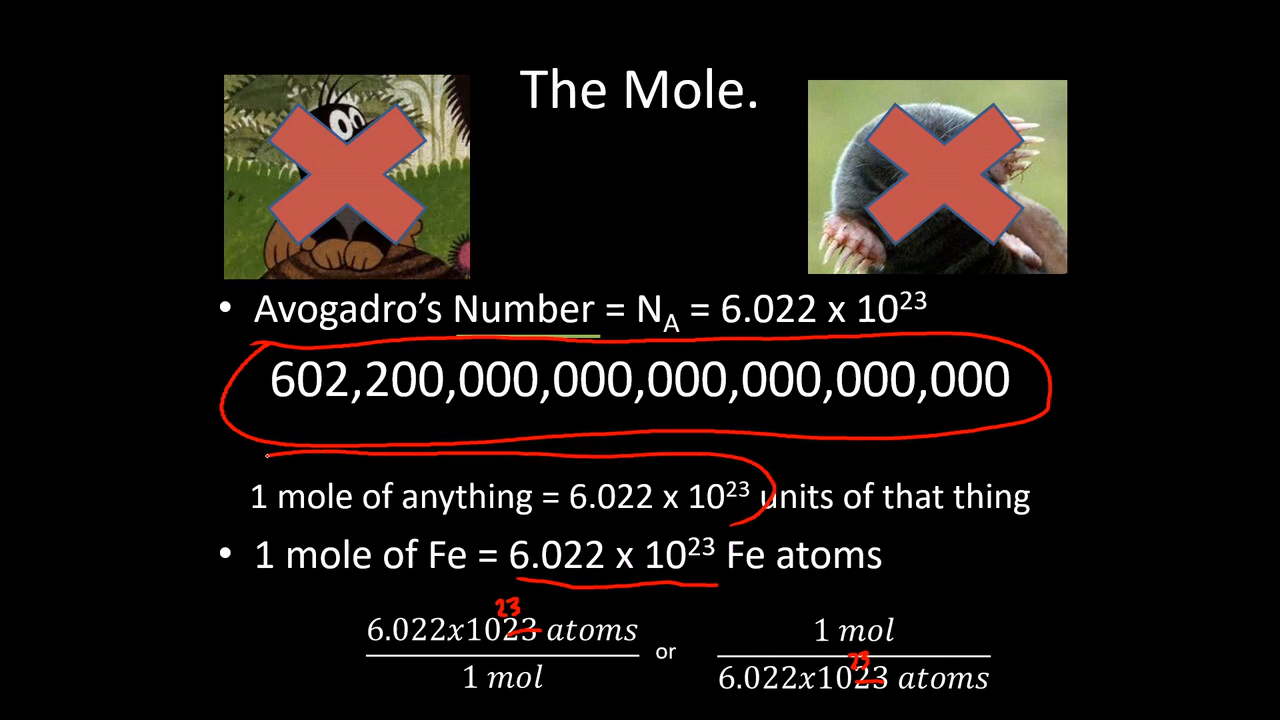 The Mole.
• Avogadro's Number = N_A = 6.022 x 10²³
602,200,000,000,000,000,000,000
1 mole of anything = 6.022 x 10²³ units of that thing
• 1 mole of Fe = 6.022 x 10²³ Fe atoms
23
6.022x1023 atoms
1 mol
or
1 mol
23
6.022x1023 atoms